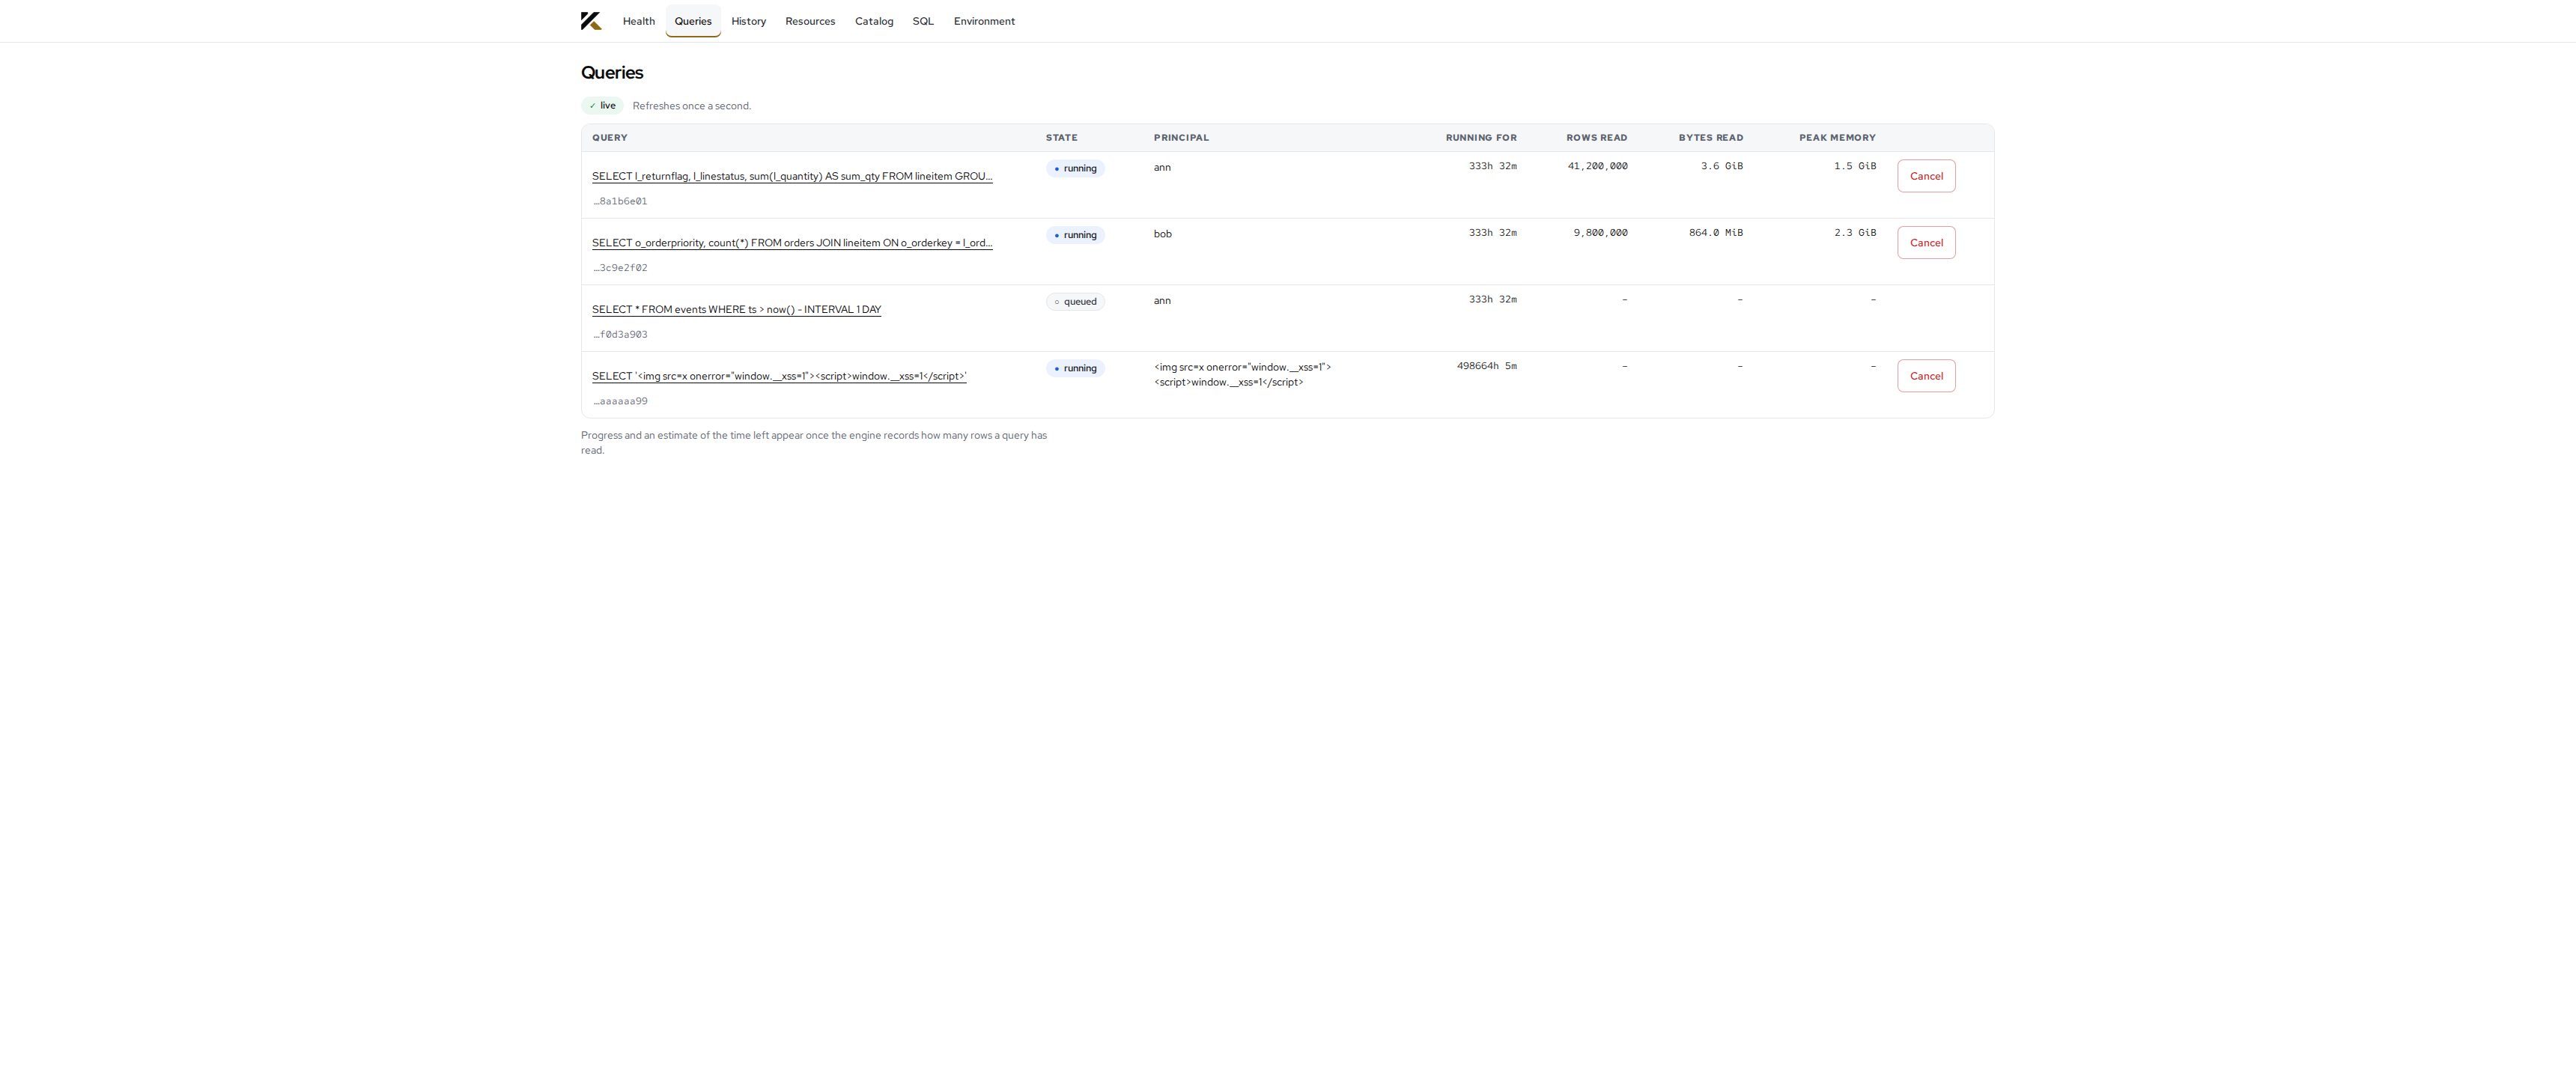 Health Queries History Resources Catalog SQL Environment
Queries
✓ live Refreshes once a second.
QUERY STATE PRINCIPAL RUNNING FOR ROWS READ BYTES READ PEAK MEMORY
SELECT l_returnflag, l_linestatus, sum(l_quantity) AS sum_qty FROM lineitem GROU… running ann 333h 32m 41,200,000 3.6 GiB 1.5 GiB Cancel
…8a1b6e01
SELECT o_orderpriority, count(*) FROM orders JOIN lineitem ON o_orderkey = l_ord… running bob 333h 32m 9,800,000 864.0 MiB 2.3 GiB Cancel
…3c9e2f02
SELECT * FROM events WHERE ts > now() - INTERVAL 1 DAY queued ann 333h 32m – – –
…f0d3a903
SELECT '<img src=x onerror="window.__xss=1"><script>window.__xss=1</script>' running <img src=x onerror="window.__xss=1"> 498664h 5m – – – Cancel
<script>window.__xss=1</script>
…aaaaaa99
Progress and an estimate of the time left appear once the engine records how many rows a query has
read.